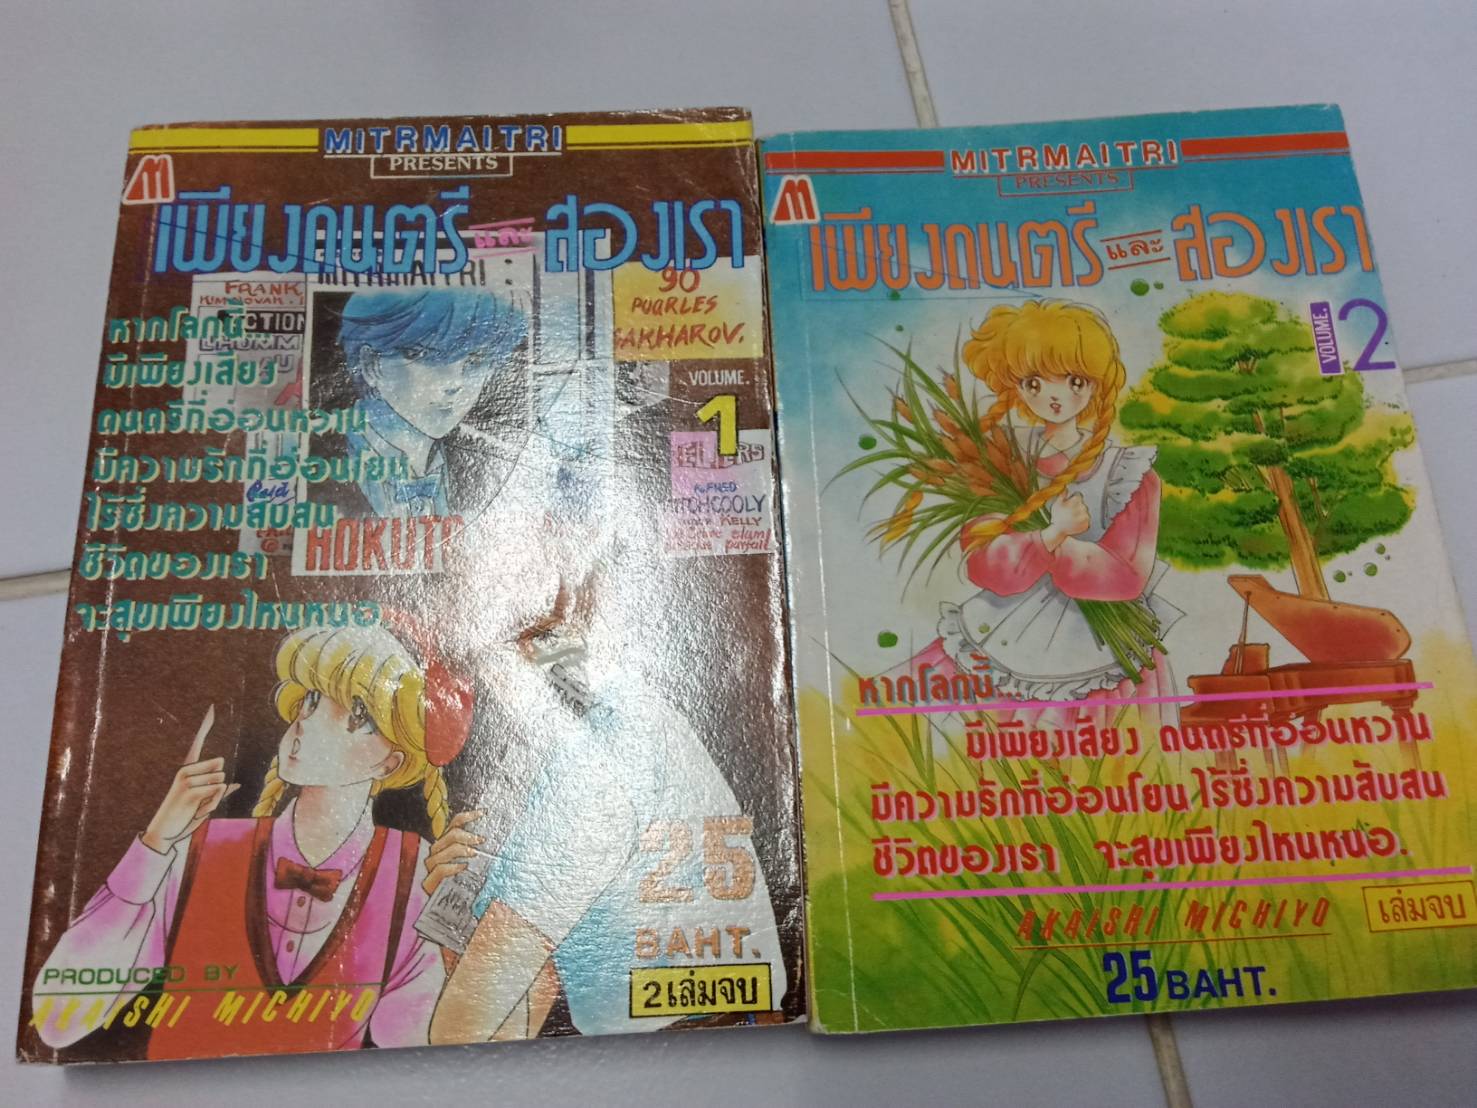 MITRMAITRI
PRESENTS
เพียงดนตรี และ สองเรา
MITRMAITRI
FRANK
90
PUQRLES
SAKHAROV.
VOLUME.
1
หากโลกนี้...
มีเพียงเสียง
ดนตรีที่อ่อนหวาน
มีความรักที่อ่อนโยน
ไร้ซึ่งความสับสน
ชีวิตของเรา
จะสุขเพียงไหนหนอ.
KELLY
parfait
25
BAHT.
2เล่มจบ
PRODUCED BY
AKAISHI MICHIYO
MITRMAITRI
PRESENTS
เพียงดนตรี และ สองเรา
VOLUME. 2
หากโลกนี้...
มีเพียงเสียง ดนตรีที่อ่อนหวาน
มีความรักที่อ่อนโยน ไร้ซึ่งความสับสน
ชีวิตของเรา จะสุขเพียงไหนหนอ.
AKAISHI MICHIYO
เล่มจบ
25 BAHT.